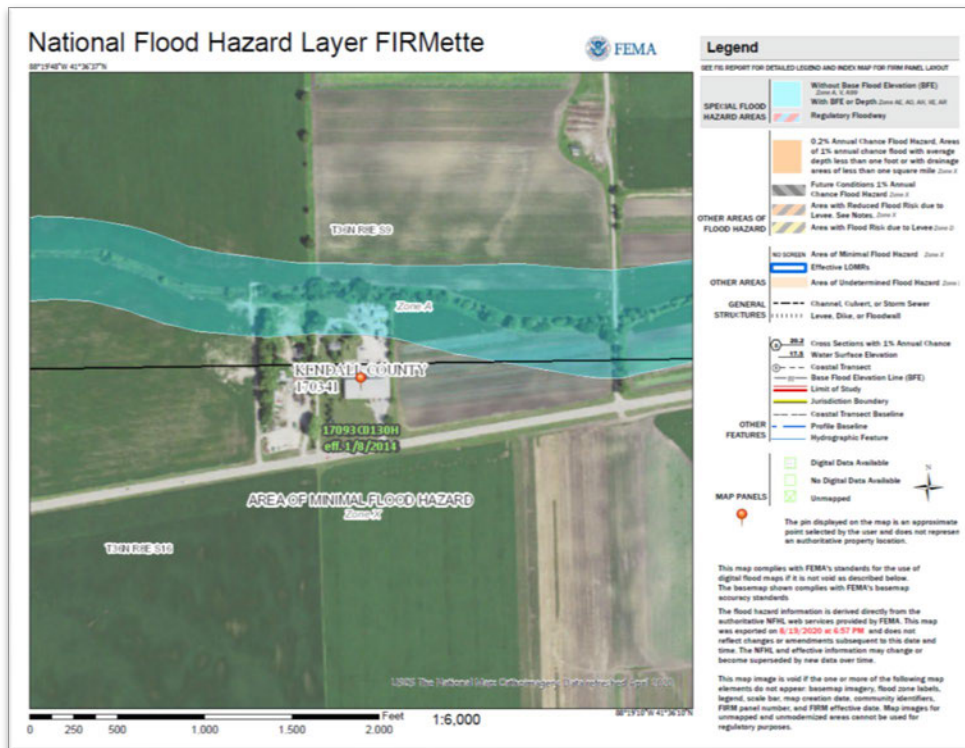 National Flood Hazard Layer FIRMette
FEMA
88°19'48"W 41°36'37"N
T36N R8E S9
Zone A
KENDALL COUNTY
170341
17093C0130H
eff. 1/8/2014
AREA OF MINIMAL FLOOD HAZARD
Zone X
T36N R8E S16
Feet
1:6,000
88°19'10"W 41°36'10"N
0 250 500 1,000 1,500 2,000
Legend
SEE FIS REPORT FOR DETAILED LEGEND AND INDEX MAP FOR FIRM PANEL LAYOUT
SPECIAL FLOOD
HAZARD AREAS
Without Base Flood Elevation (BFE)
Zone A, V, A99
With BFE or Depth Zone AE, AO, AH, VE, AR
Regulatory Floodway
OTHER AREAS OF
FLOOD HAZARD
0.2% Annual Chance Flood Hazard, Areas
of 1% annual chance flood with average
depth less than one foot or with drainage
areas of less than one square mile Zone X
Future Conditions 1% Annual
Chance Flood Hazard Zone X
Area with Reduced Flood Risk due to
Levee. See Notes. Zone X
Area with Flood Risk due to Levee Zone D
OTHER AREAS
NO SCREEN Area of Minimal Flood Hazard Zone X
Effective LOMRs
Area of Undetermined Flood Hazard Zone
GENERAL
STRUCTURES
Channel, Culvert, or Storm Sewer
Levee, Dike, or Floodwall
OTHER
FEATURES
20.2 Cross Sections with 1% Annual Chance
17.5 Water Surface Elevation
Coastal Transect
Base Flood Elevation Line (BFE)
Limit of Study
Jurisdiction Boundary
Coastal Transect Baseline
Profile Baseline
Hydrographic Feature
MAP PANELS
Digital Data Available
No Digital Data Available
Unmapped
N
The pin displayed on the map is an approximate
point selected by the user and does not represen
an authoritative property location.
This map complies with FEMA's standards for the use of
digital flood maps if it is not void as described below.
The basemap shown complies with FEMA's basemap
accuracy standards
The flood hazard information is derived directly from the
authoritative NFHL web services provided by FEMA. This map
was exported on 8/19/2020 at 6:57 PM and does not
reflect changes or amendments subsequent to this date and
time. The NFHL and effective information may change or
become superseded by new data over time.
This map image is void if the one or more of the following map
elements do not appear: basemap imagery, flood zone labels,
legend, scale bar, map creation date, community identifiers,
FIRM panel number, and FIRM effective date. Map images for
unmapped and unmodernized areas cannot be used for
regulatory purposes.